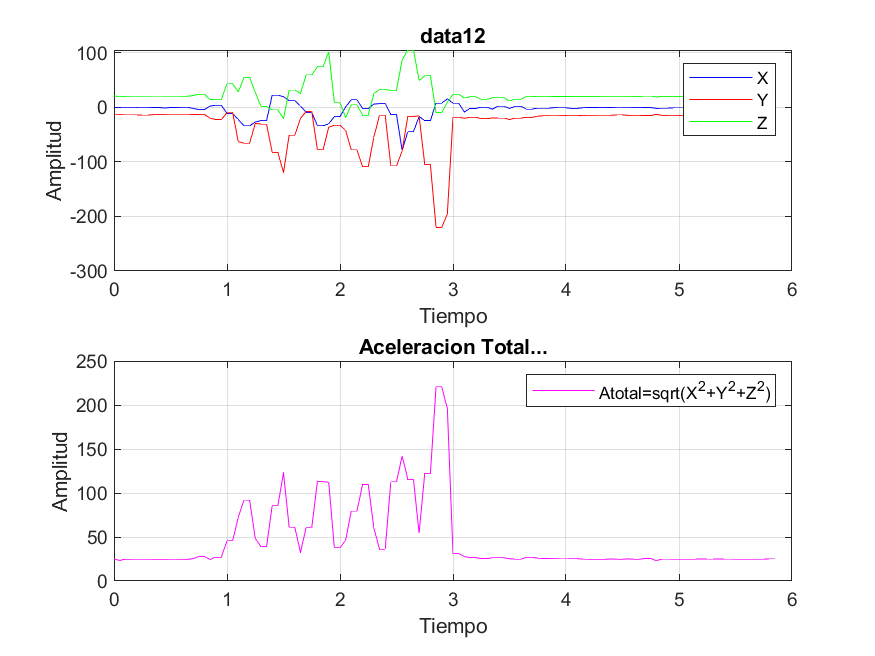 data12
100
0
-100
-200
-300
Amplitud
X
Y
Z
0 1 2 3 4 5 6
Tiempo
Aceleracion Total...
250
200
150
100
50
0
Amplitud
Atotal=sqrt(X²+Y²+Z²)
0 1 2 3 4 5 6
Tiempo